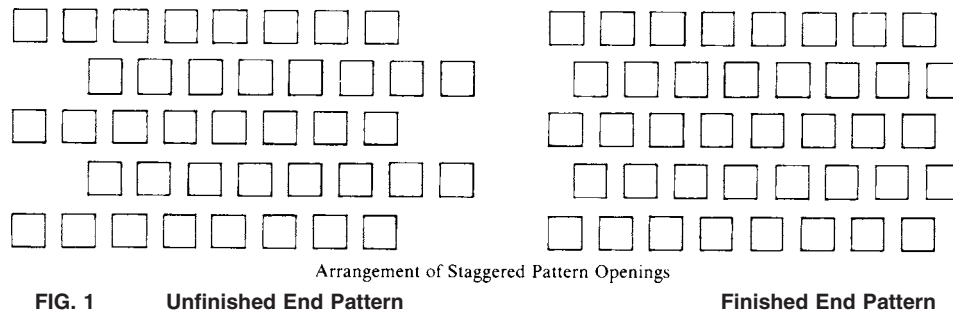 Arrangement of Staggered Pattern Openings
FIG. 1 Unfinished End Pattern Finished End Pattern